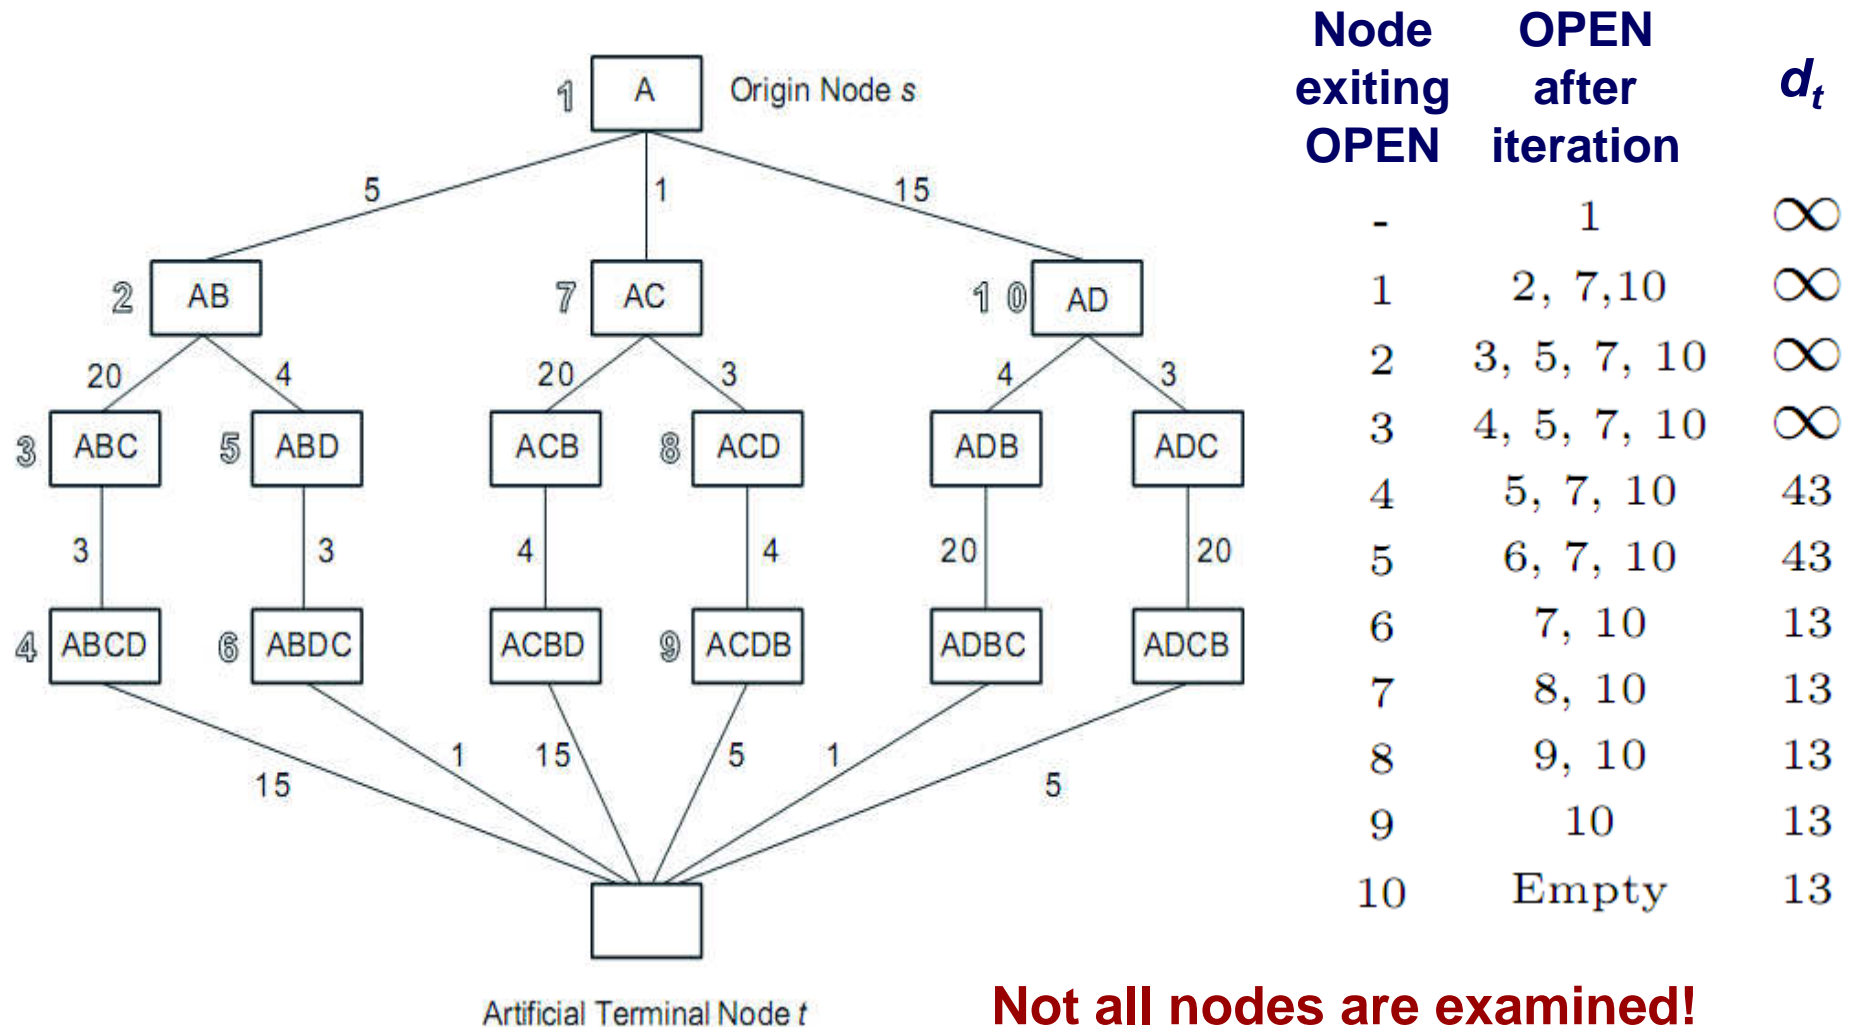 1 A Origin Node s
5 1 15
2 AB 7 AC 1 0 AD
20 4 20 3 4 3
3 ABC 5 ABD ACB 8 ACD ADB ADC
3 3 4 4 20 20
4 ABCD 6 ABDC ACBD 9 ACDB ADBC ADCB
15 1 15 5 1 5
Artificial Terminal Node t
Node exiting OPEN
OPEN after iteration
d_t
- 1 ∞
1 2, 7,10 ∞
2 3, 5, 7, 10 ∞
3 4, 5, 7, 10 ∞
4 5, 7, 10 43
5 6, 7, 10 43
6 7, 10 13
7 8, 10 13
8 9, 10 13
9 10 13
10 Empty 13
Not all nodes are examined!